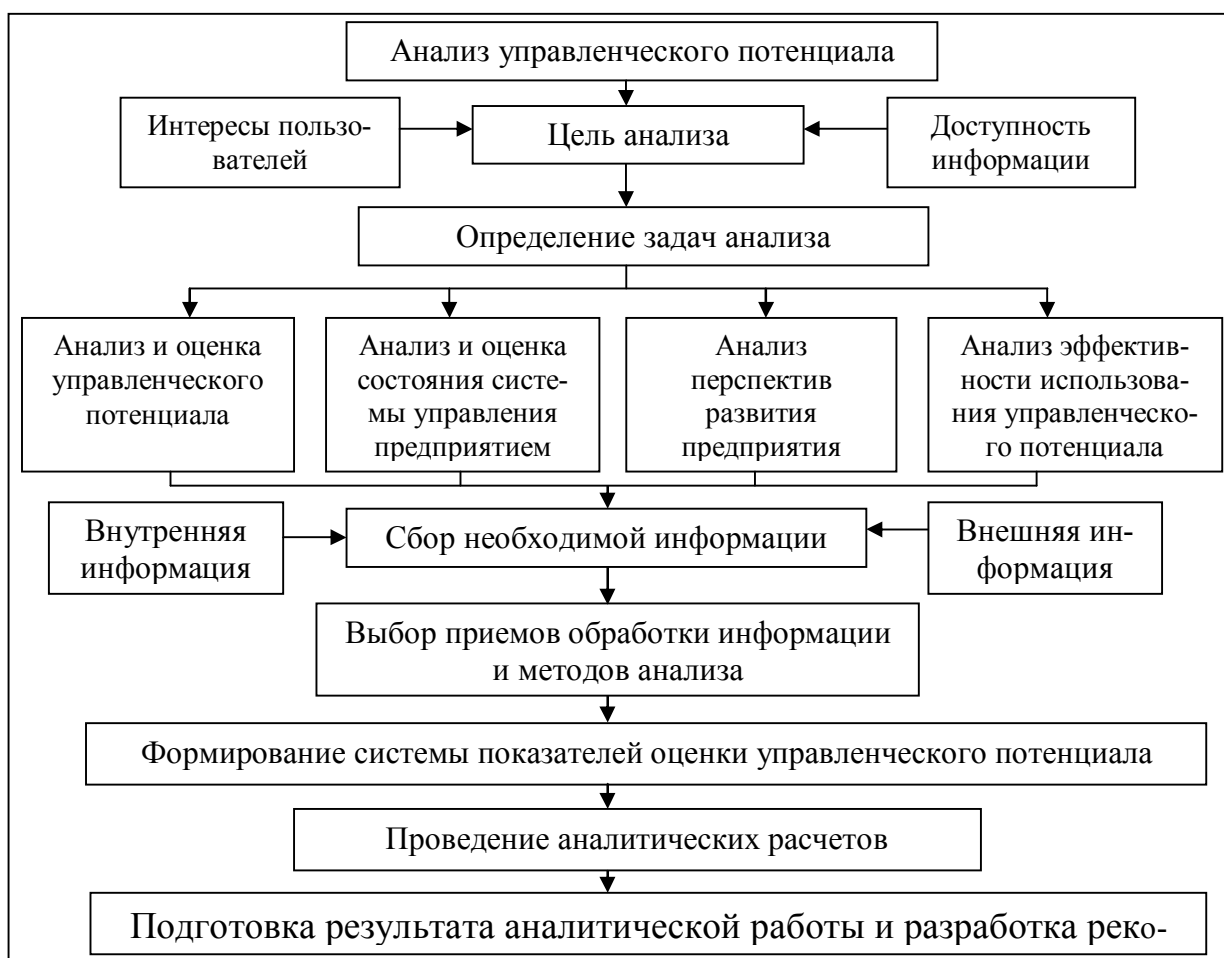 Анализ управленческого потенциала
Интересы пользо-
вателей
Цель анализа
Доступность
информации
Определение задач анализа
Анализ и оценка
управленческого
потенциала
Анализ и оценка
состояния систе-
мы управления
предприятием
Анализ
перспектив
развития
предприятия
Анализ эффектив-
ности использова-
ния управленческо-
го потенциала
Внутренняя
информация
Сбор необходимой информации
Внешняя ин-
формация
Выбор приемов обработки информации
и методов анализа
Формирование системы показателей оценки управленческого потенциала
Проведение аналитических расчетов
Подготовка результата аналитической работы и разработка реко-